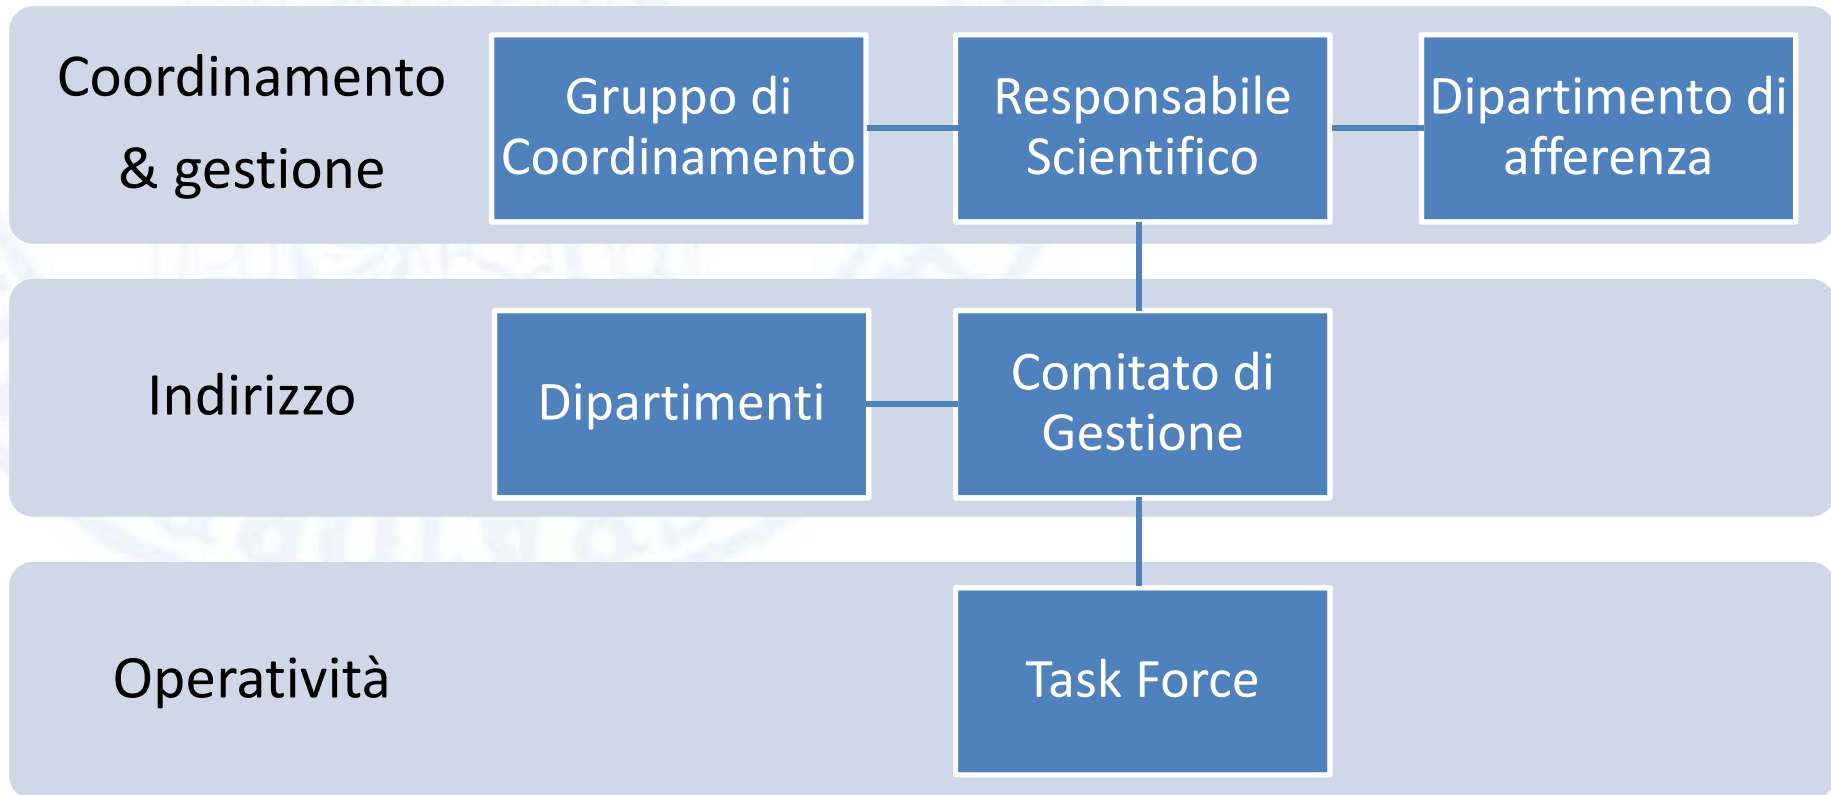 Coordinamento
& gestione
Gruppo di
Coordinamento
Responsabile
Scientifico
Dipartimento di
afferenza
Indirizzo
Dipartimenti
Comitato di
Gestione
Operatività
Task Force